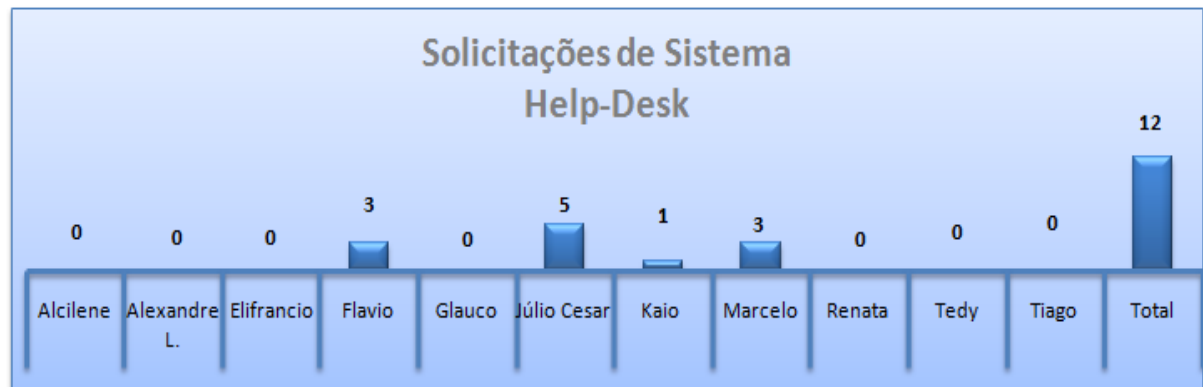 Solicitações de Sistema
Help-Desk
12
3
5
1
3
0
0
0
0
0
0
0
Alcilene
Alexandre L.
Elifrancio
Flavio
Glauco
Júlio Cesar
Kaio
Marcelo
Renata
Tedy
Tiago
Total